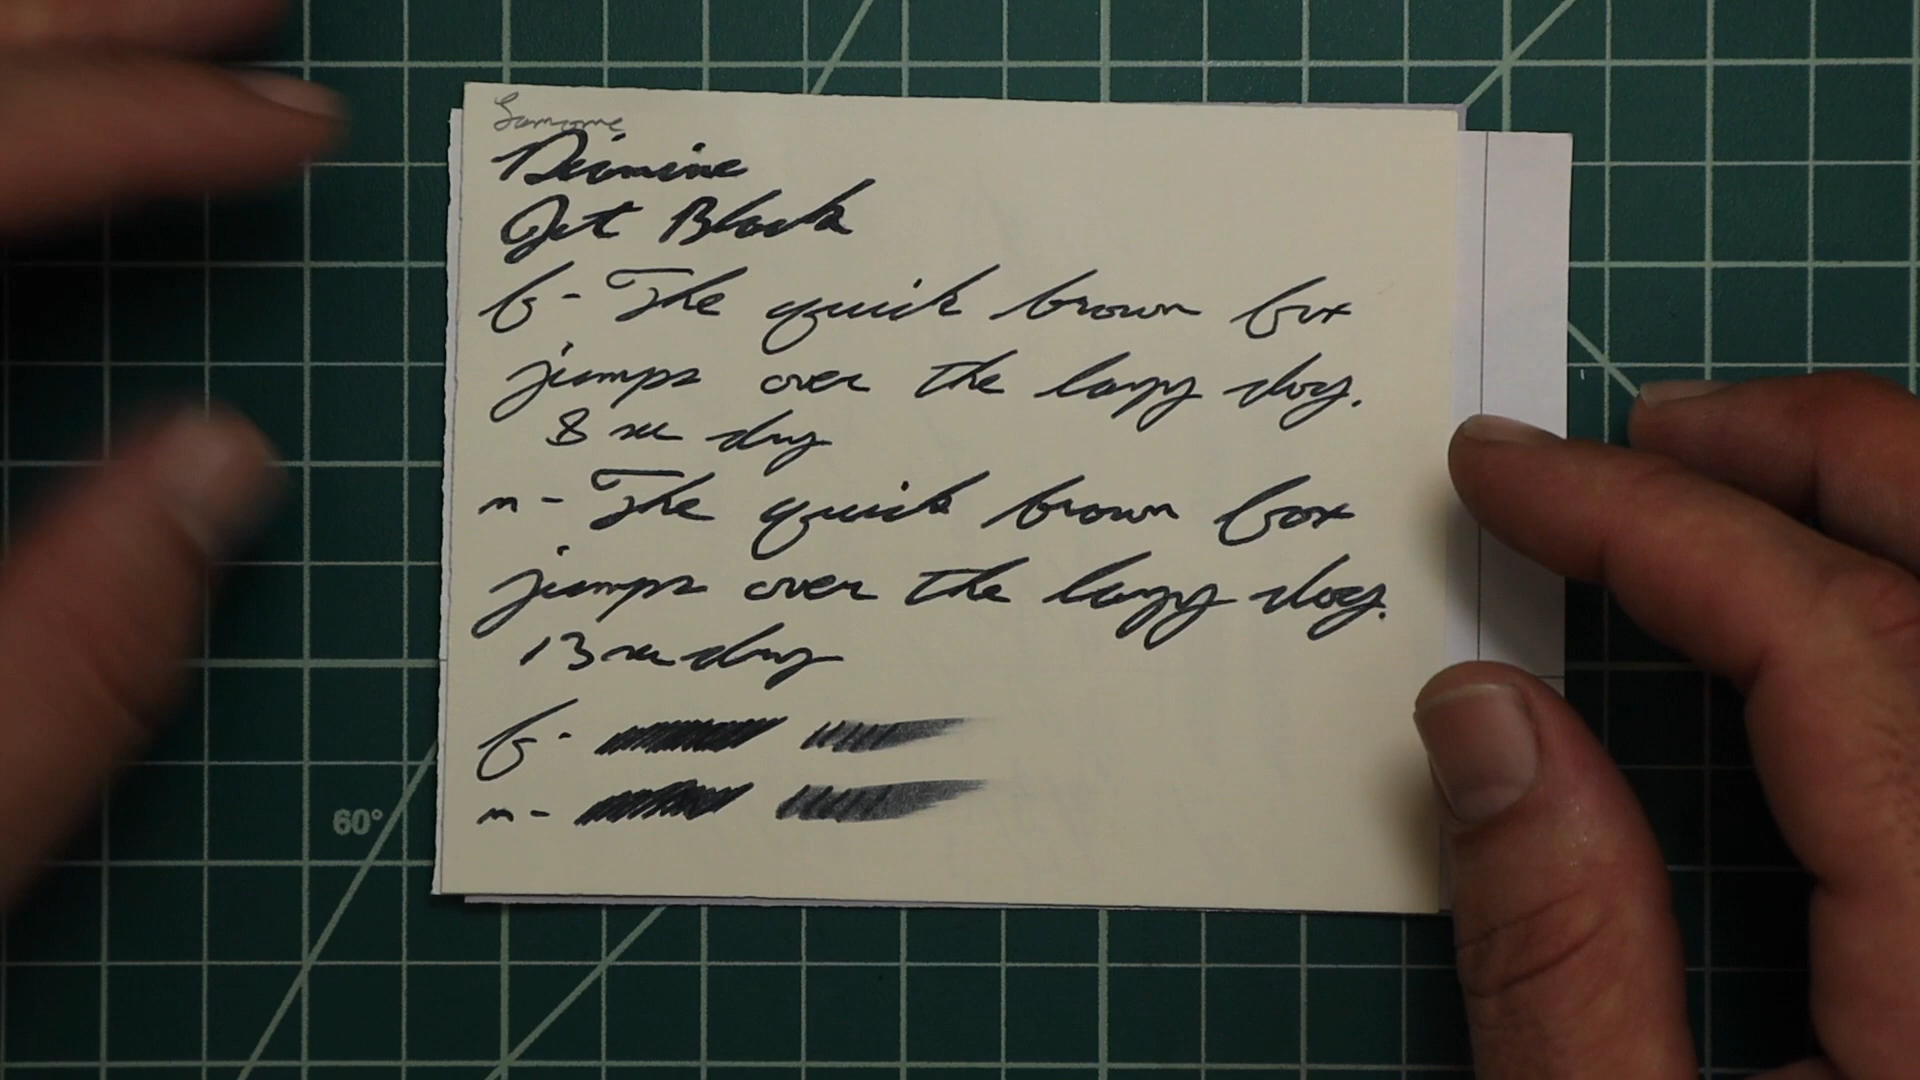 Diamine
Jet Black
f - The quick brown fox
jumps over the lazy dog.
8 sec dry
m - The quick brown fox
jumps over the lazy dog.
13 sec dry
f -
m -
60°